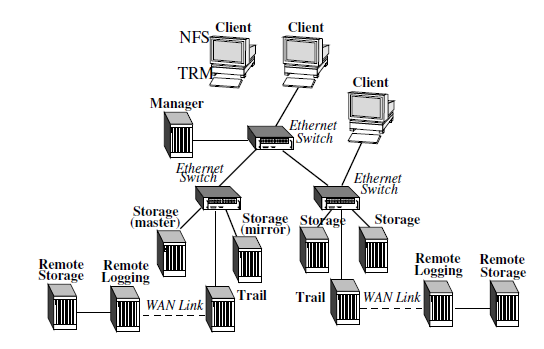 Client
Client
NFS
TRM
Client
Manager
Ethernet
Switch
Ethernet
Switch
Ethernet
Switch
Storage
(master)
Storage
(mirror)
Storage
Storage
Remote
Storage
Remote
Logging
WAN Link
Trail
Trail
WAN Link
Remote
Logging
Remote
Storage